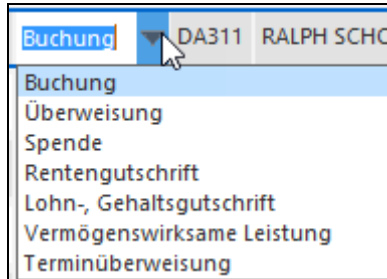 Buchung DA311 RALPH SCHO
Buchung
Überweisung
Spende
Rentengutschrift
Lohn-, Gehaltsgutschrift
Vermögenswirksame Leistung
Terminüberweisung